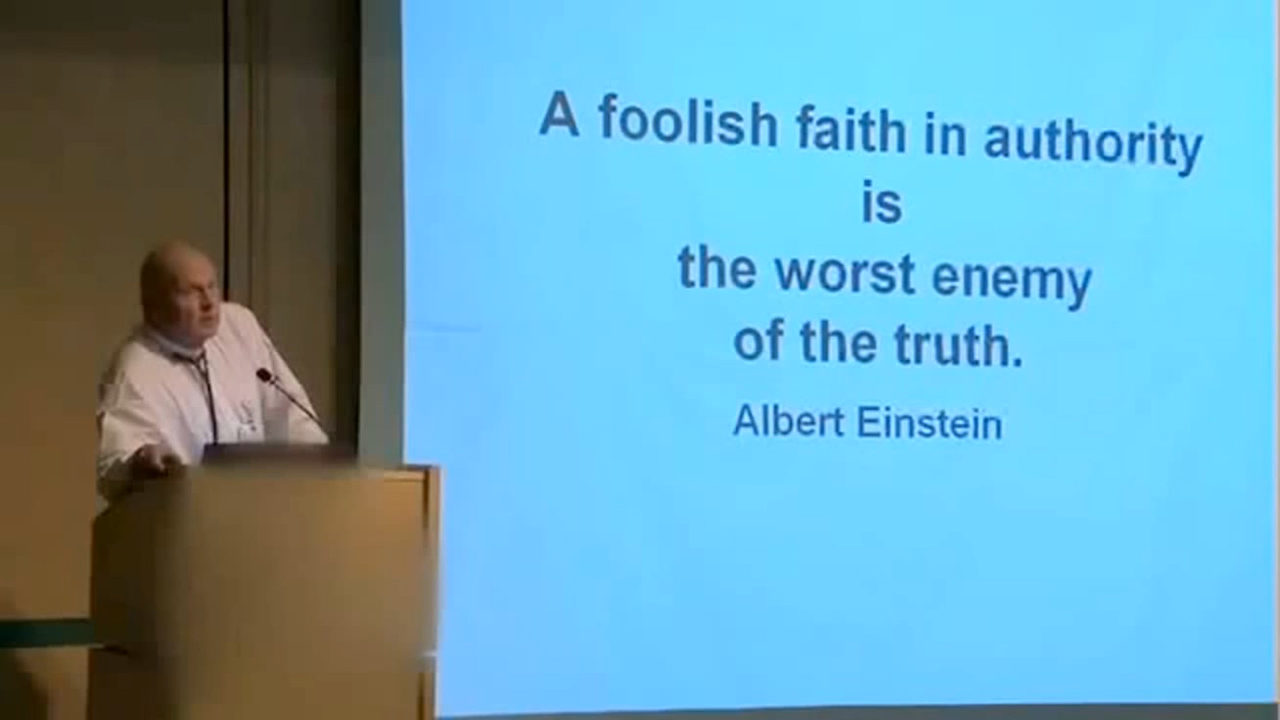 A foolish faith in authority
is
the worst enemy
of the truth.
Albert Einstein